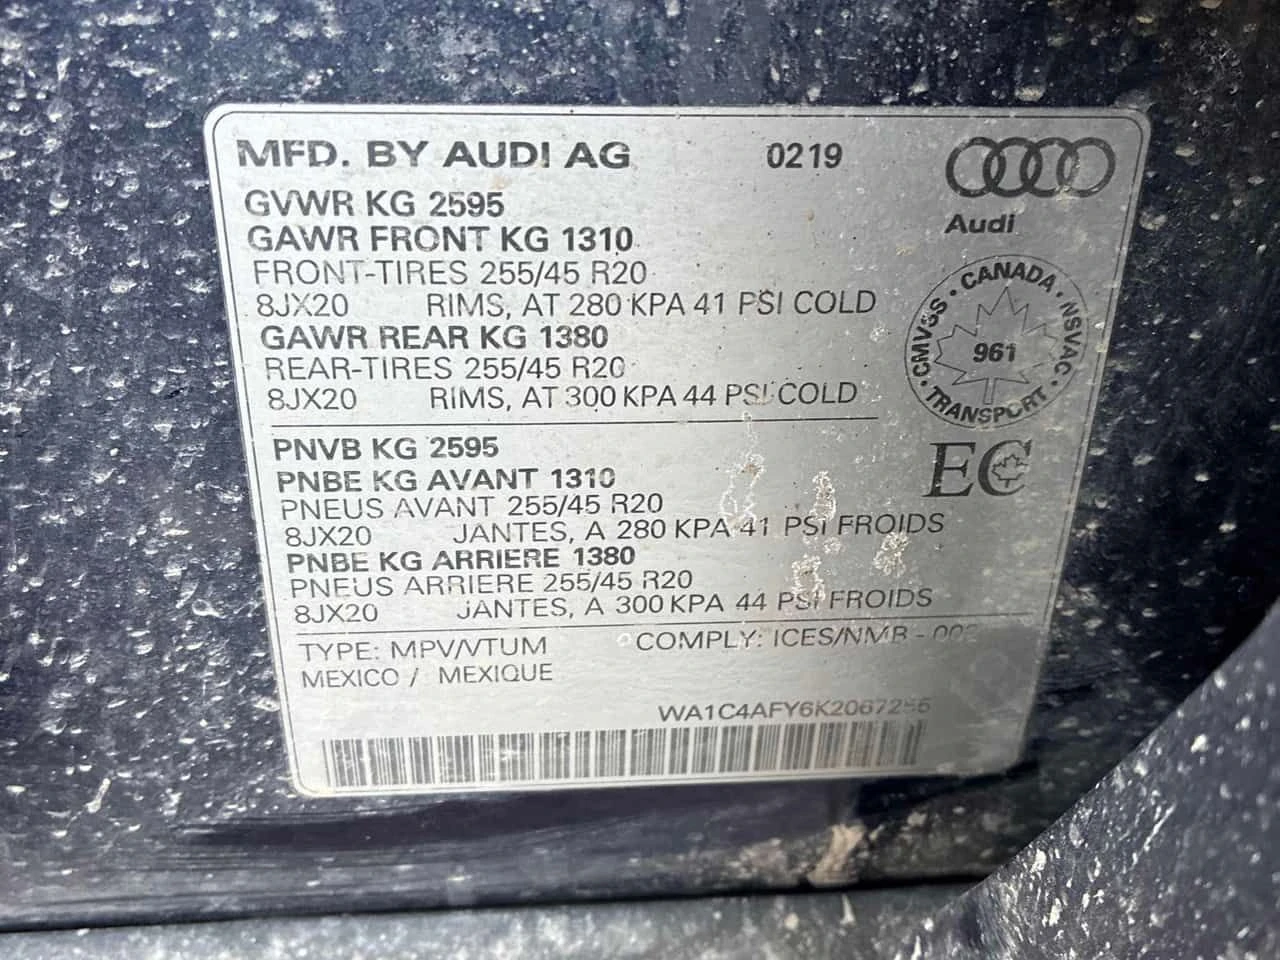 MFD. BY AUDI AG 0219
Audi
GVWR KG 2595
GAWR FRONT KG 1310
FRONT-TIRES 255/45 R20
8JX20 RIMS, AT 280 KPA 41 PSI COLD
GAWR REAR KG 1380
REAR-TIRES 255/45 R20
8JX20 RIMS, AT 300 KPA 44 PSI COLD
CMVSS • CANADA • NSVAC • TRANSPORT •
961
EC
PNVB KG 2595
PNBE KG AVANT 1310
PNEUS AVANT 255/45 R20
8JX20 JANTES, A 280 KPA 41 PSI FROIDS
PNBE KG ARRIERE 1380
PNEUS ARRIERE 255/45 R20
8JX20 JANTES, A 300 KPA 44 PSI FROIDS
TYPE: MPV/VTUM COMPLY: ICES/NMB - 002
MEXICO / MEXIQUE
WA1C4AFY6K2067255